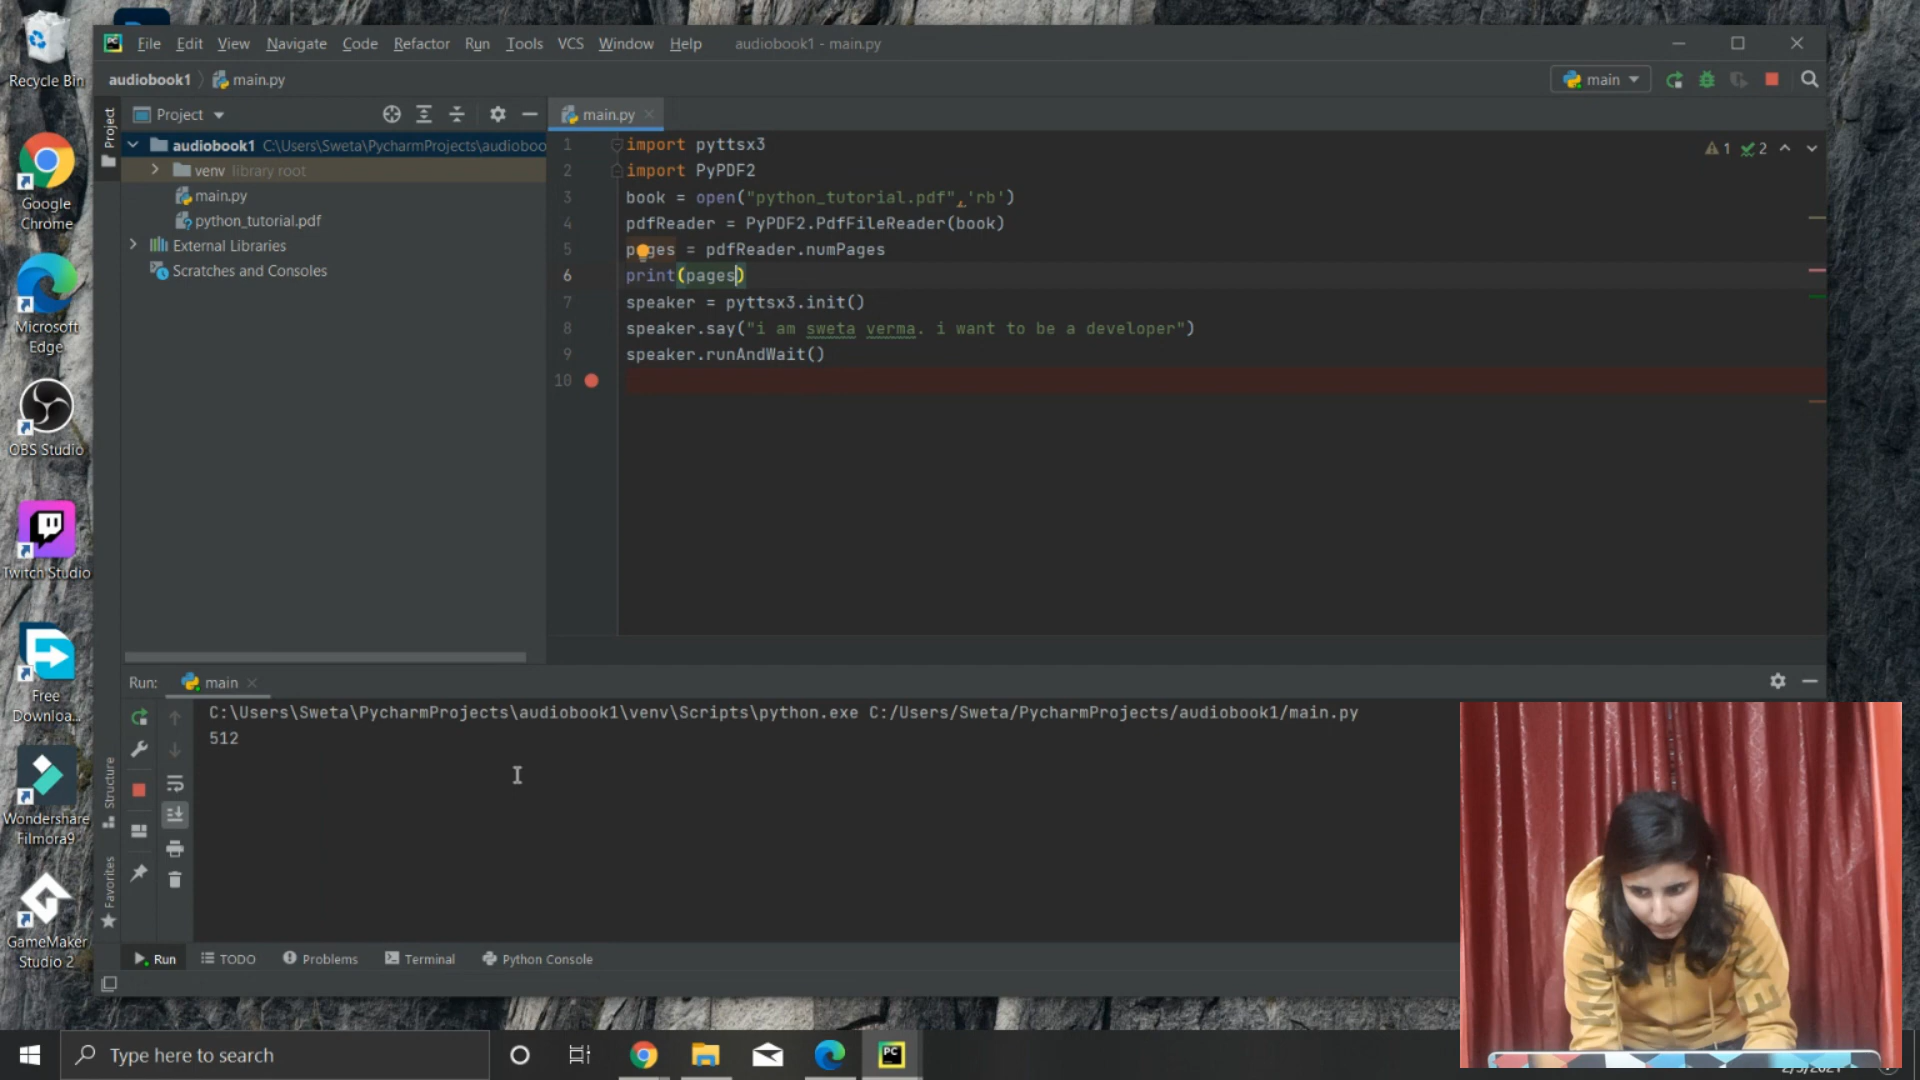 File Edit View Navigate Code Refactor Run Tools VCS Window Help audiobook1 - main.py
audiobook1 main.py main
Project main.py
Project
audiobook1 C:\Users\Sweta\PycharmProjects\audioboo
venv library root
main.py
python_tutorial.pdf
External Libraries
Scratches and Consoles
1 import pyttsx3
2 import PyPDF2
3 book = open("python_tutorial.pdf",'rb')
4 pdfReader = PyPDF2.PdfFileReader(book)
5 pages = pdfReader.numPages
6 print(pages)
7 speaker = pyttsx3.init()
8 speaker.say("i am sweta verma. i want to be a developer")
9 speaker.runAndWait()
10
1 2
Run: main
C:\Users\Sweta\PycharmProjects\audiobook1\venv\Scripts\python.exe C:/Users/Sweta/PycharmProjects/audiobook1/main.py
512
Structure
Favorites
Run TODO Problems Terminal Python Console
Recycle Bin
Google
Chrome
Microsoft
Edge
OBS Studio
Twitch Studio
Free
Downloa...
Wondershare
Filmora9
GameMaker
Studio 2
Type here to search
PC